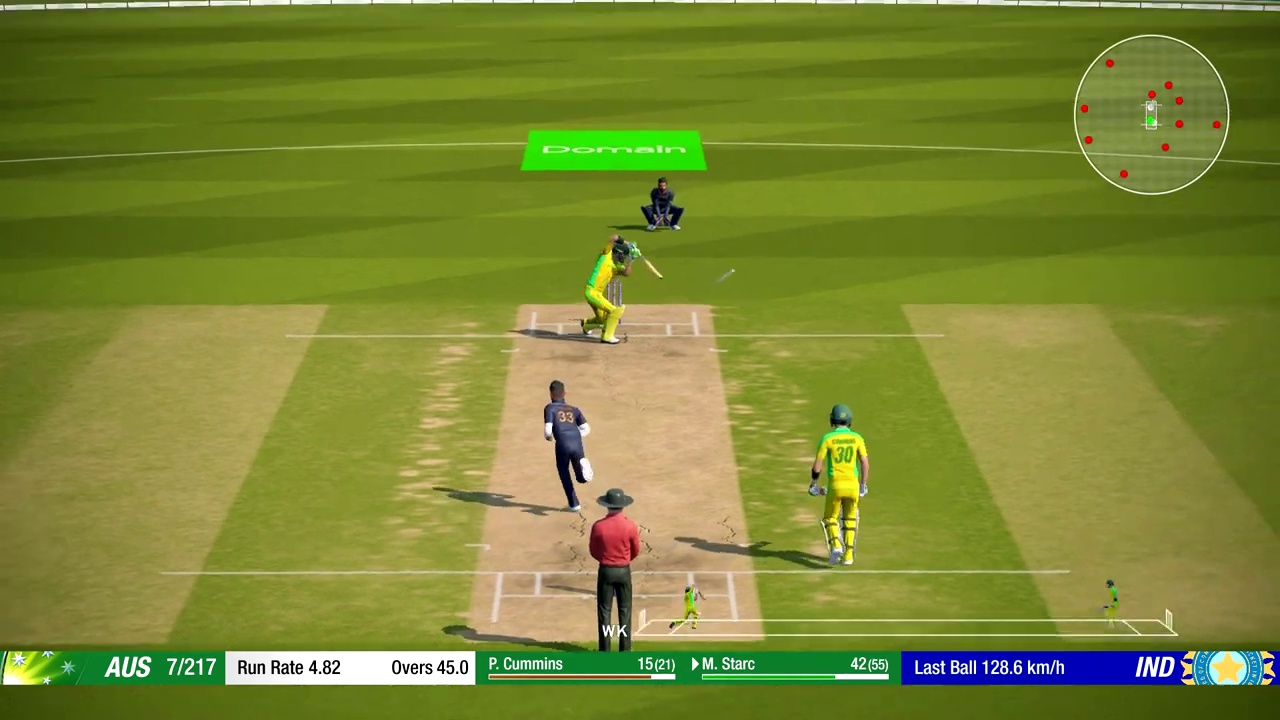 Domain
33
30
WK
AUS 7/217 Run Rate 4.82 Overs 45.0 P. Cummins 15(21) M. Starc 42(55) Last Ball 128.6 km/h IND